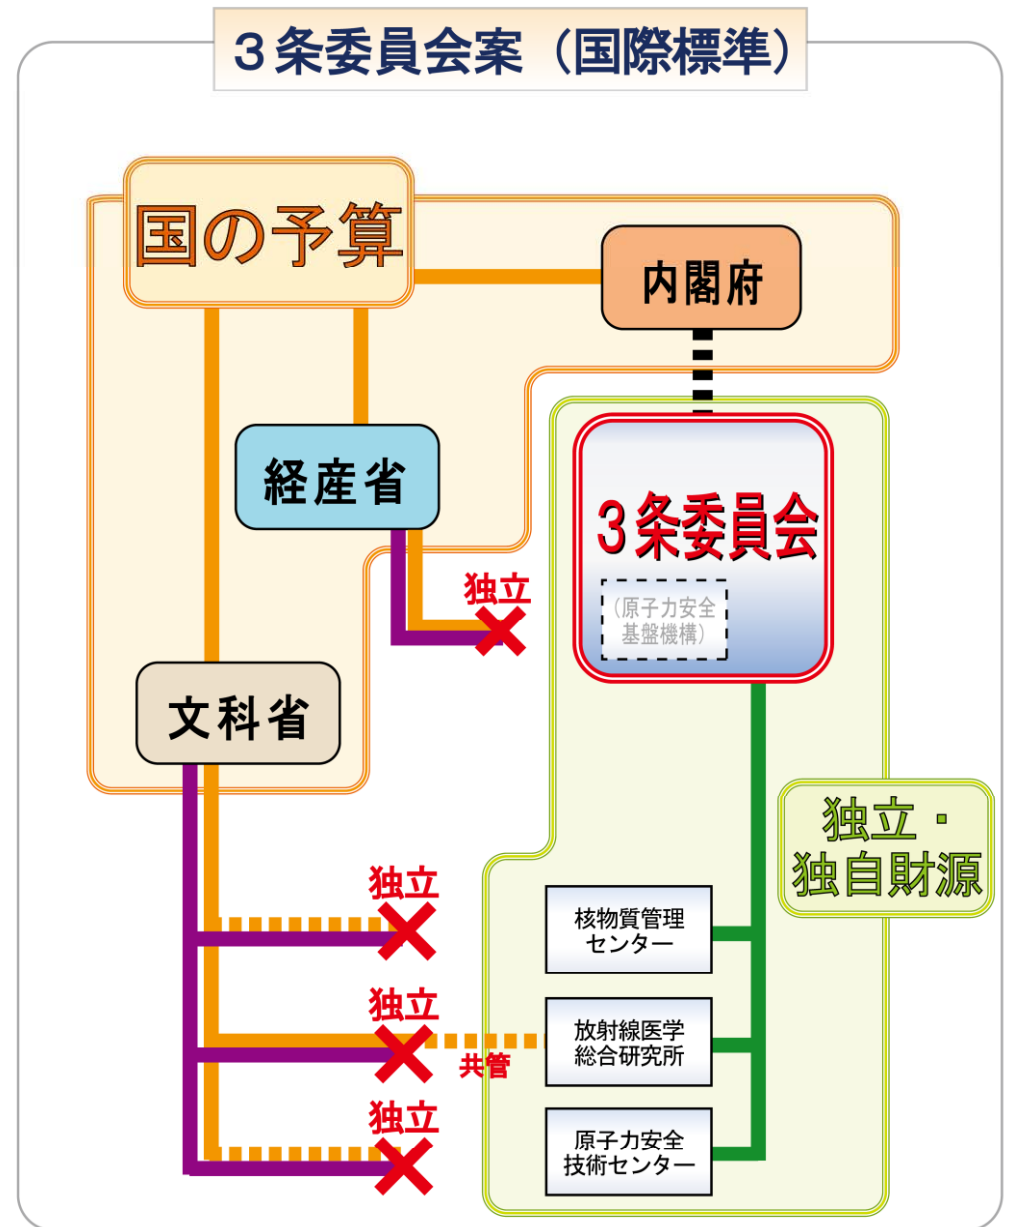 ３条委員会案（国際標準）
国の予算
内閣府
経産省
３条委員会
独立
（原子力安全
基盤機構）
文科省
独立・
独自財源
独立
核物質管理
センター
独立
共管
放射線医学
総合研究所
独立
原子力安全
技術センター